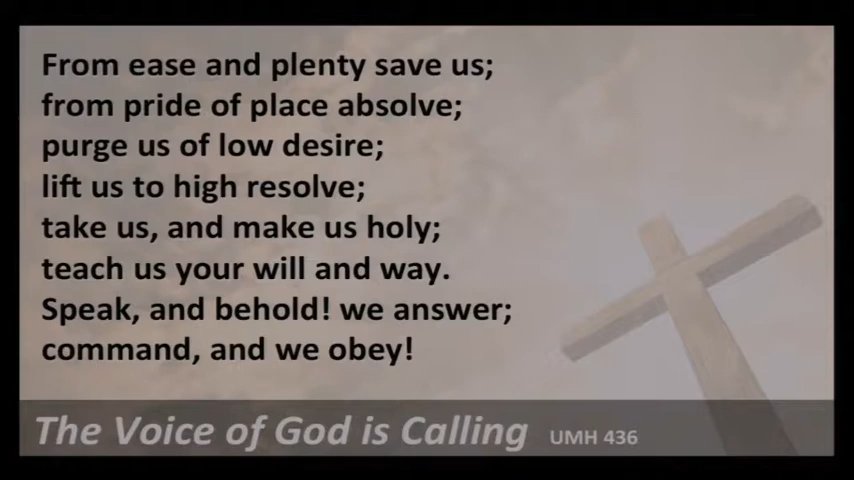 From ease and plenty save us;
from pride of place absolve;
purge us of low desire;
lift us to high resolve;
take us, and make us holy;
teach us your will and way.
Speak, and behold! we answer;
command, and we obey!
The Voice of God is Calling UMH 436